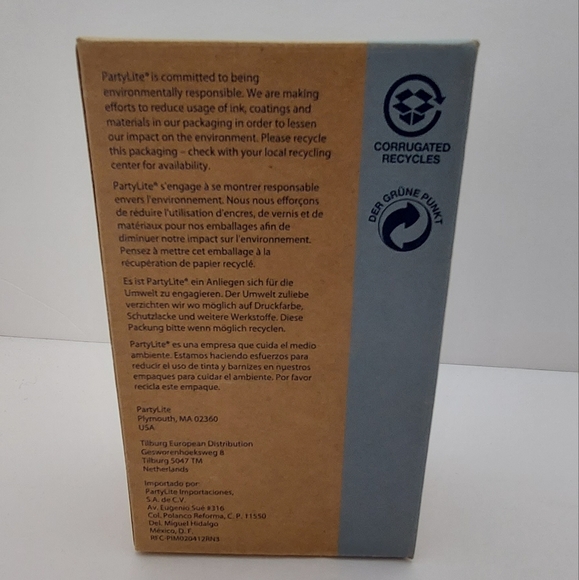 PartyLite® is committed to being
environmentally responsible. We are making
efforts to reduce usage of ink, coatings and
materials in our packaging in order to lessen
our impact on the environment. Please recycle
this packaging – check with your local recycling
center for availability.
PartyLite® s'engage à se montrer responsable
envers l'environnement. Nous nous efforçons
de réduire l'utilisation d'encres, de vernis et de
matériaux pour nos emballages afin de
diminuer notre impact sur l'environnement.
Pensez à mettre cet emballage à la
récupération de papier recyclé.
Es ist PartyLite® ein Anliegen sich für die
Umwelt zu engagieren. Der Umwelt zuliebe
verzichten wir wo möglich auf Druckfarbe,
Schutzlacke und weitere Werkstoffe. Diese
Packung bitte wenn möglich recyclen.
PartyLite® es una empresa que cuida el medio
ambiente. Estamos haciendo esfuerzos para
reducir el uso de tinta y barnizes en nuestros
empaques para cuidar el ambiente. Por favor
recicla este empaque.
PartyLite
Plymouth, MA 02360
USA
Tilburg European Distribution
Gesworenhoeksweg 8
Tilburg 5047 TM
Netherlands
Importado por:
PartyLite Importaciones,
S.A. de C.V.
Av. Eugenio Sue #316
Col. Polanco Reforma, C. P. 11550
Del. Miguel Hidalgo
México, D. F.
RFC-PIM020412RN3
CORRUGATED
RECYCLES
DER GRÜNE PUNKT